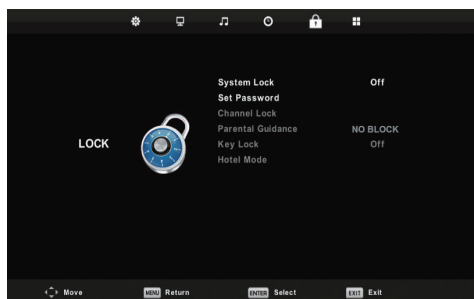 System Lock Off
Set Password
Channel Lock
Parental Guidance NO BLOCK
LOCK
Key Lock Off
Hotel Mode
Move MENU Return ENTER Select EXIT Exit